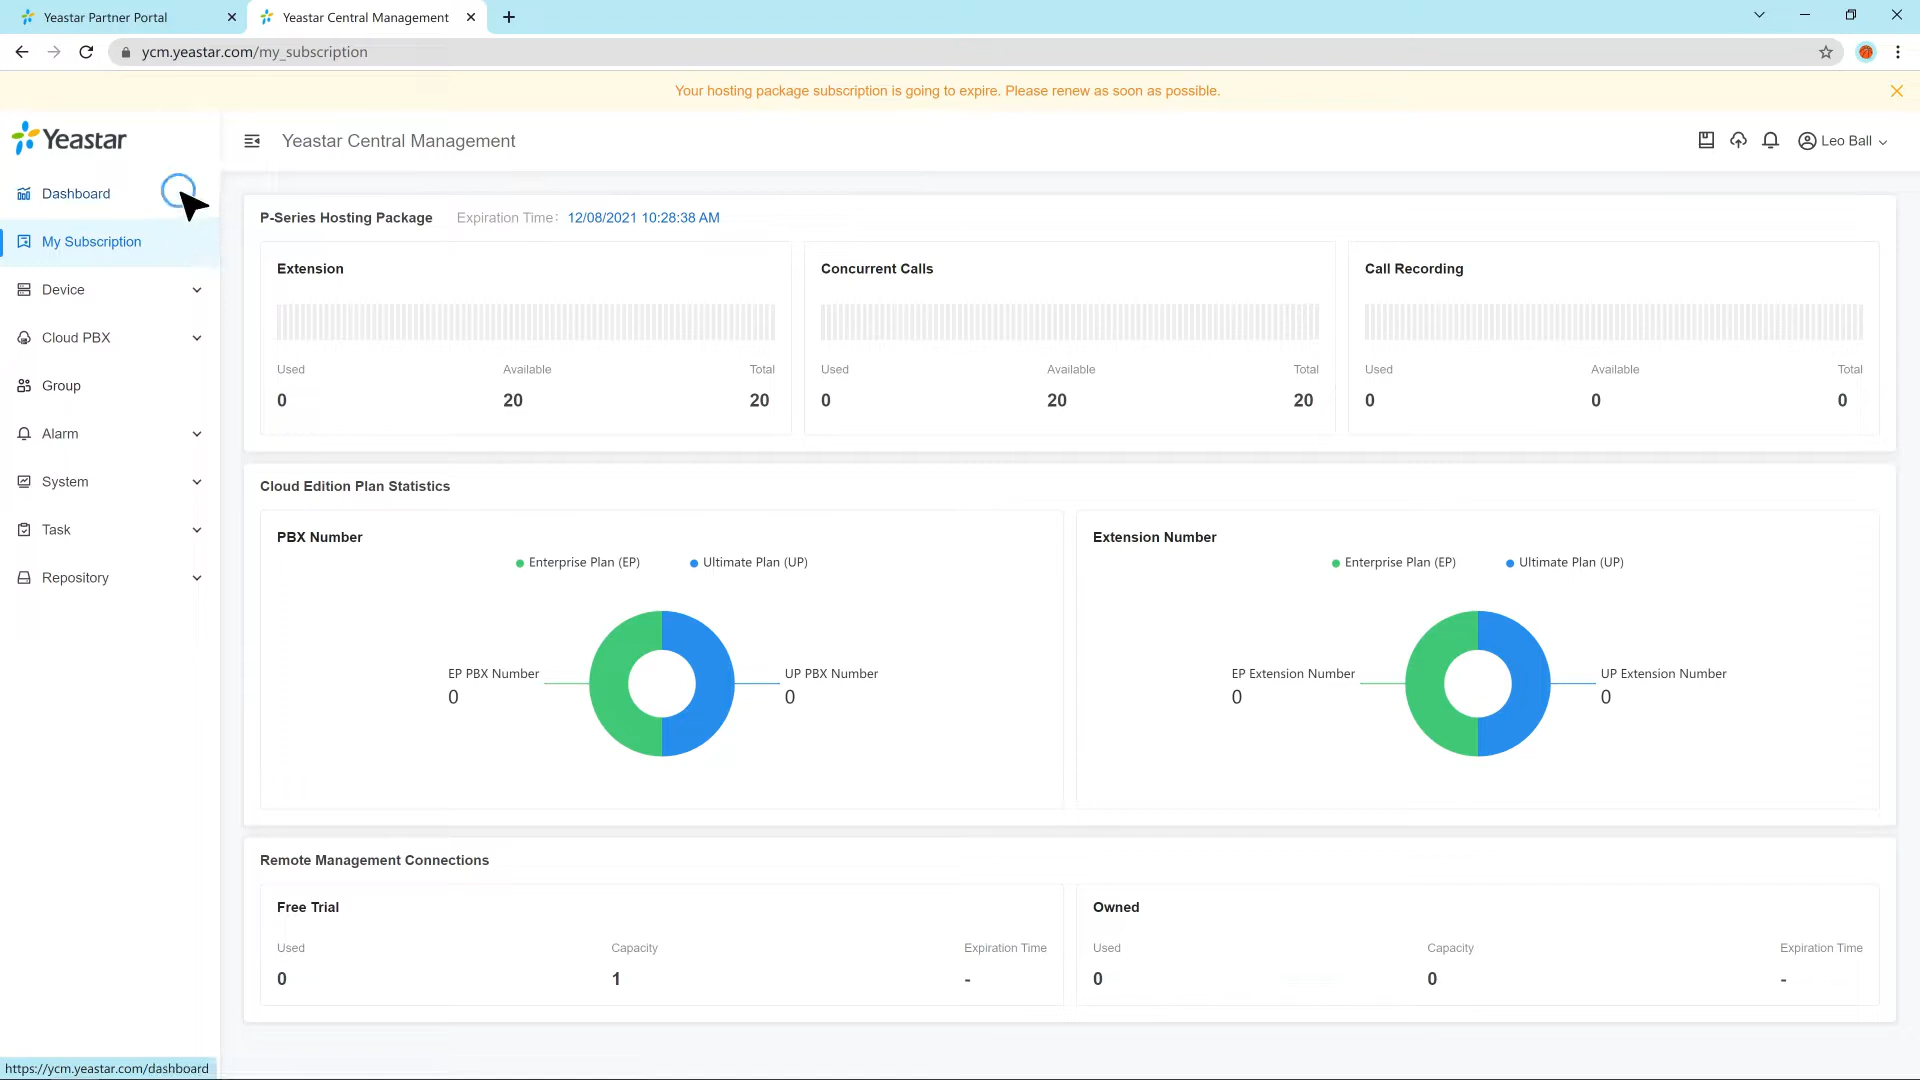 Yeastar Partner Portal
Yeastar Central Management
ycm.yeastar.com/my_subscription
Your hosting package subscription is going to expire. Please renew as soon as possible.
Yeastar
Yeastar Central Management
Leo Ball
Dashboard
My Subscription
Device
Cloud PBX
Group
Alarm
System
Task
Repository
P-Series Hosting Package Expiration Time: 12/08/2021 10:28:38 AM
Extension
Used Available Total
0 20 20
Concurrent Calls
Used Available Total
0 20 20
Call Recording
Used Available Total
0 0 0
Cloud Edition Plan Statistics
PBX Number
Enterprise Plan (EP) Ultimate Plan (UP)
EP PBX Number
0
UP PBX Number
0
Extension Number
Enterprise Plan (EP) Ultimate Plan (UP)
EP Extension Number
0
UP Extension Number
0
Remote Management Connections
Free Trial
Used Capacity Expiration Time
0 1 -
Owned
Used Capacity Expiration Time
0 0 -
https://ycm.yeastar.com/dashboard